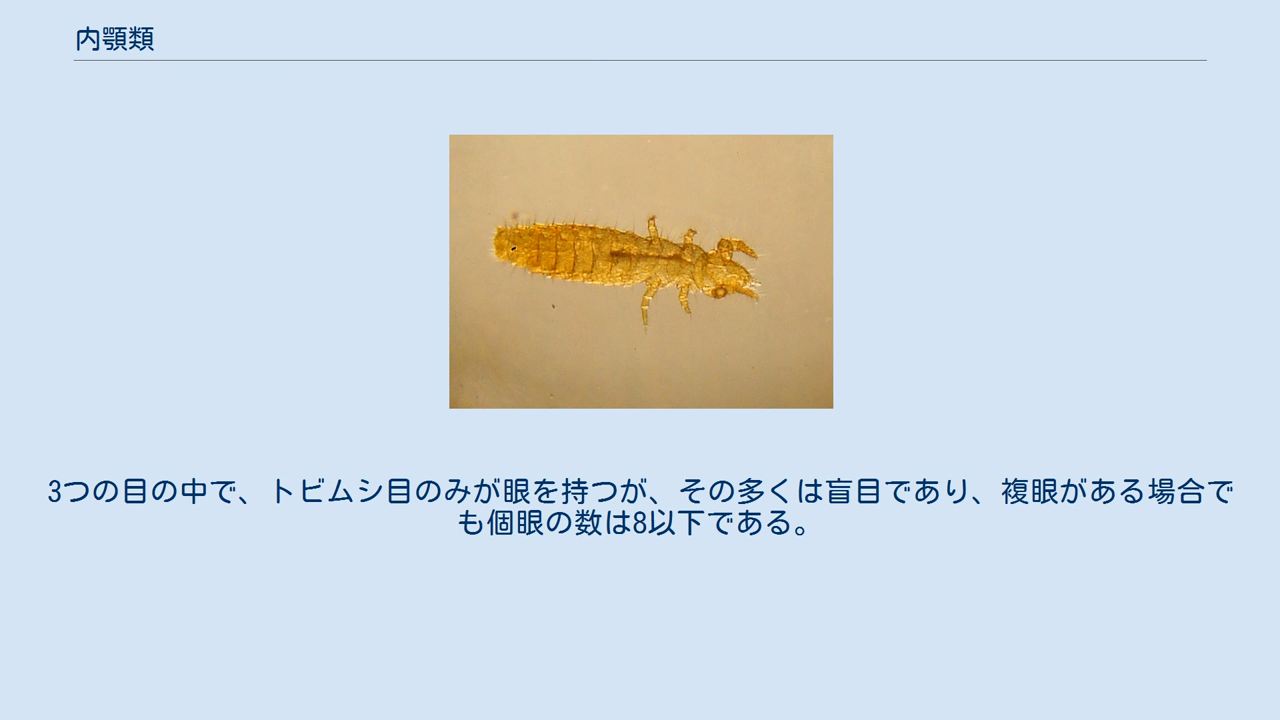 内顎類
3つの目の中で、トビムシ目のみが眼を持つが、その多くは盲目であり、複眼がある場合で
も個眼の数は8以下である。